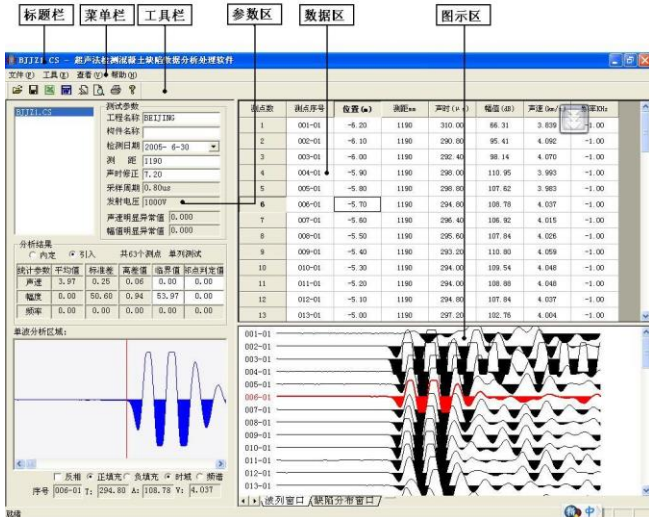 标题栏 菜单栏 工具栏 参数区 数据区 图示区
BJJZ1.CS - 超声法检测混凝土缺陷数据分析处理软件
文件(F) 工具(T) 查看(V) 帮助(H)
BJJZ1.CS
测试参数
工程名称 BEIJING
构件名称
检测日期 2005- 6-30
测 距 1190
声时修正 7.20
采样周期 0.80us
发射电压 1000V
声速明显异常值 0.000
幅值明显异常值 0.000
分析结果
内定 引入 共63个测点 单列测试
统计参数 平均值 标准差 离差值 临界值 邻点判定值
声速 3.97 0.25 0.06 0.00 0.00
幅度 0.00 50.60 0.94 53.97 0.00
频率 0.00 0.00 0.00 0.00 0.00
单波分析区域:
反相 正填充 负填充 时域 频谱
序号 006-01 T: 294.80 A: 108.78 V: 4.037
就绪
测点数 测点序号 位置(m) 测距mm 声时(μs) 幅值(dB) 声速(km/s) 频率KHz
1 001-01 -6.20 1190 310.00 66.31 3.839 -1.00
2 002-01 -6.10 1190 290.80 95.41 4.092 -1.00
3 003-01 -6.00 1190 292.40 98.14 4.070 -1.00
4 004-01 -5.90 1190 298.00 110.95 3.993 -1.00
5 005-01 -5.80 1190 298.80 107.62 3.983 -1.00
6 006-01 -5.70 1190 294.80 108.78 4.037 -1.00
7 007-01 -5.60 1190 296.40 106.92 4.015 -1.00
8 008-01 -5.50 1190 295.60 107.84 4.026 -1.00
9 009-01 -5.40 1190 293.20 110.80 4.059 -1.00
10 010-01 -5.30 1190 294.00 109.54 4.048 -1.00
11 011-01 -5.20 1190 294.00 108.88 4.048 -1.00
12 012-01 -5.10 1190 294.80 107.84 4.037 -1.00
13 013-01 -5.00 1190 297.20 102.76 4.004 -1.00
001-01
002-01
003-01
004-01
005-01
006-01
007-01
008-01
009-01
010-01
011-01
012-01
013-01
波列窗口 缺陷分布窗口
中